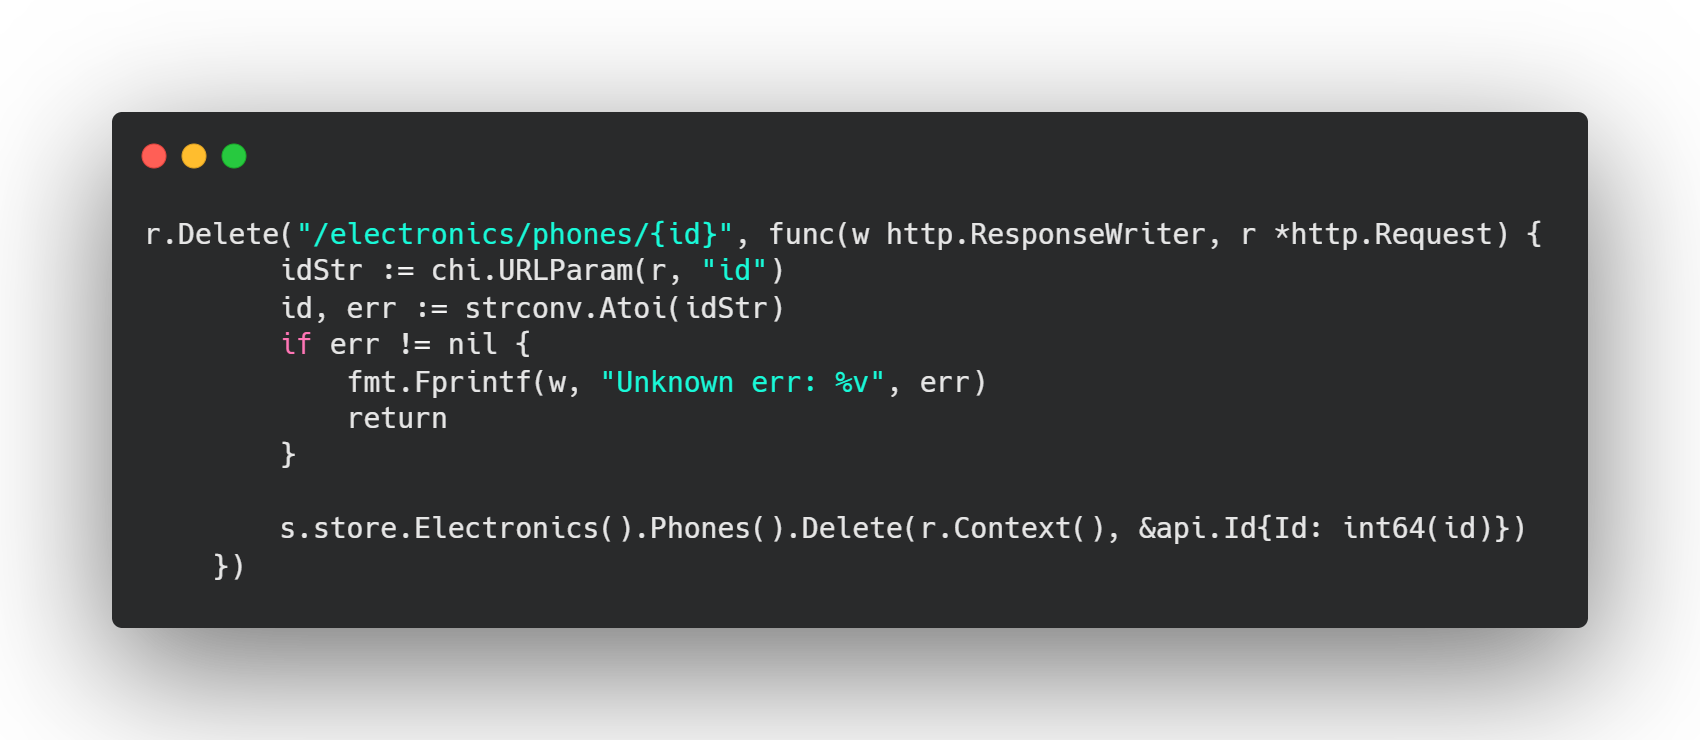 r.Delete("/electronics/phones/{id}", func(w http.ResponseWriter, r *http.Request) {
        idStr := chi.URLParam(r, "id")
        id, err := strconv.Atoi(idStr)
        if err != nil {
            fmt.Fprintf(w, "Unknown err: %v", err)
            return
        }

        s.store.Electronics().Phones().Delete(r.Context(), &api.Id{Id: int64(id)})
    })